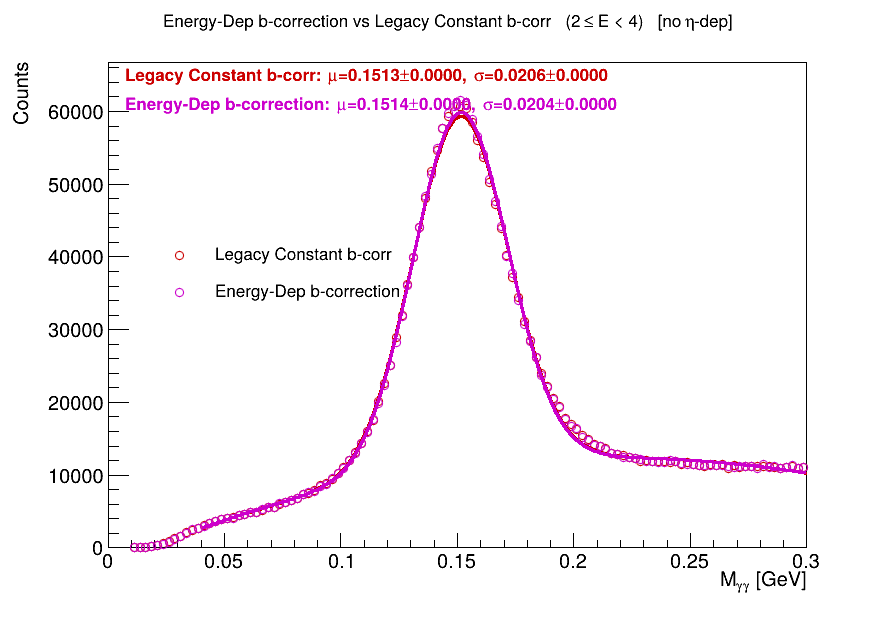 Energy-Dep b-correction vs Legacy Constant b-corr (2 ≤ E < 4) [no η-dep]
Counts
Legacy Constant b-corr: μ=0.1513±0.0000, σ=0.0206±0.0000
Energy-Dep b-correction: μ=0.1514±0.0000, σ=0.0204±0.0000
60000
50000
40000
30000
20000
10000
0
Legacy Constant b-corr
Energy-Dep b-correction
0 0.05 0.1 0.15 0.2 0.25 0.3
Mγγ [GeV]